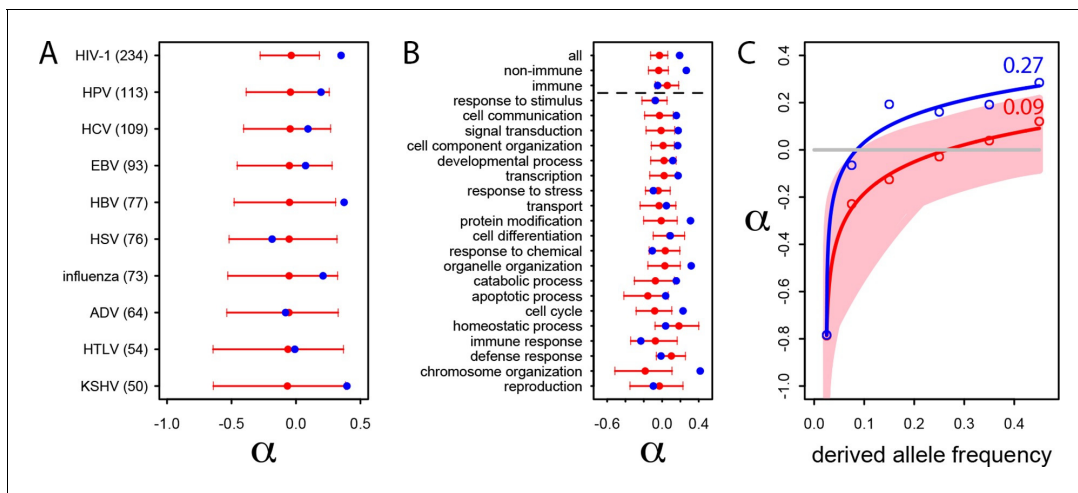 A
HIV-1 (234)
HPV (113)
HCV (109)
EBV (93)
HBV (77)
HSV (76)
influenza (73)
ADV (64)
HTLV (54)
KSHV (50)
-1.0 -0.5 0.0 0.5
α
B
all
non-immune
immune
response to stimulus
cell communication
signal transduction
cell component organization
developmental process
transcription
response to stress
transport
protein modification
cell differentiation
response to chemical
organelle organization
catabolic process
apoptotic process
cell cycle
homeostatic process
immune response
defense response
chromosome organization
reproduction
-0.6 0.0 0.4
α
C
0.27
0.09
α
0.4
0.2
0.0
-0.2
-0.4
-0.6
-0.8
-1.0
0.0 0.1 0.2 0.3 0.4
derived allele frequency